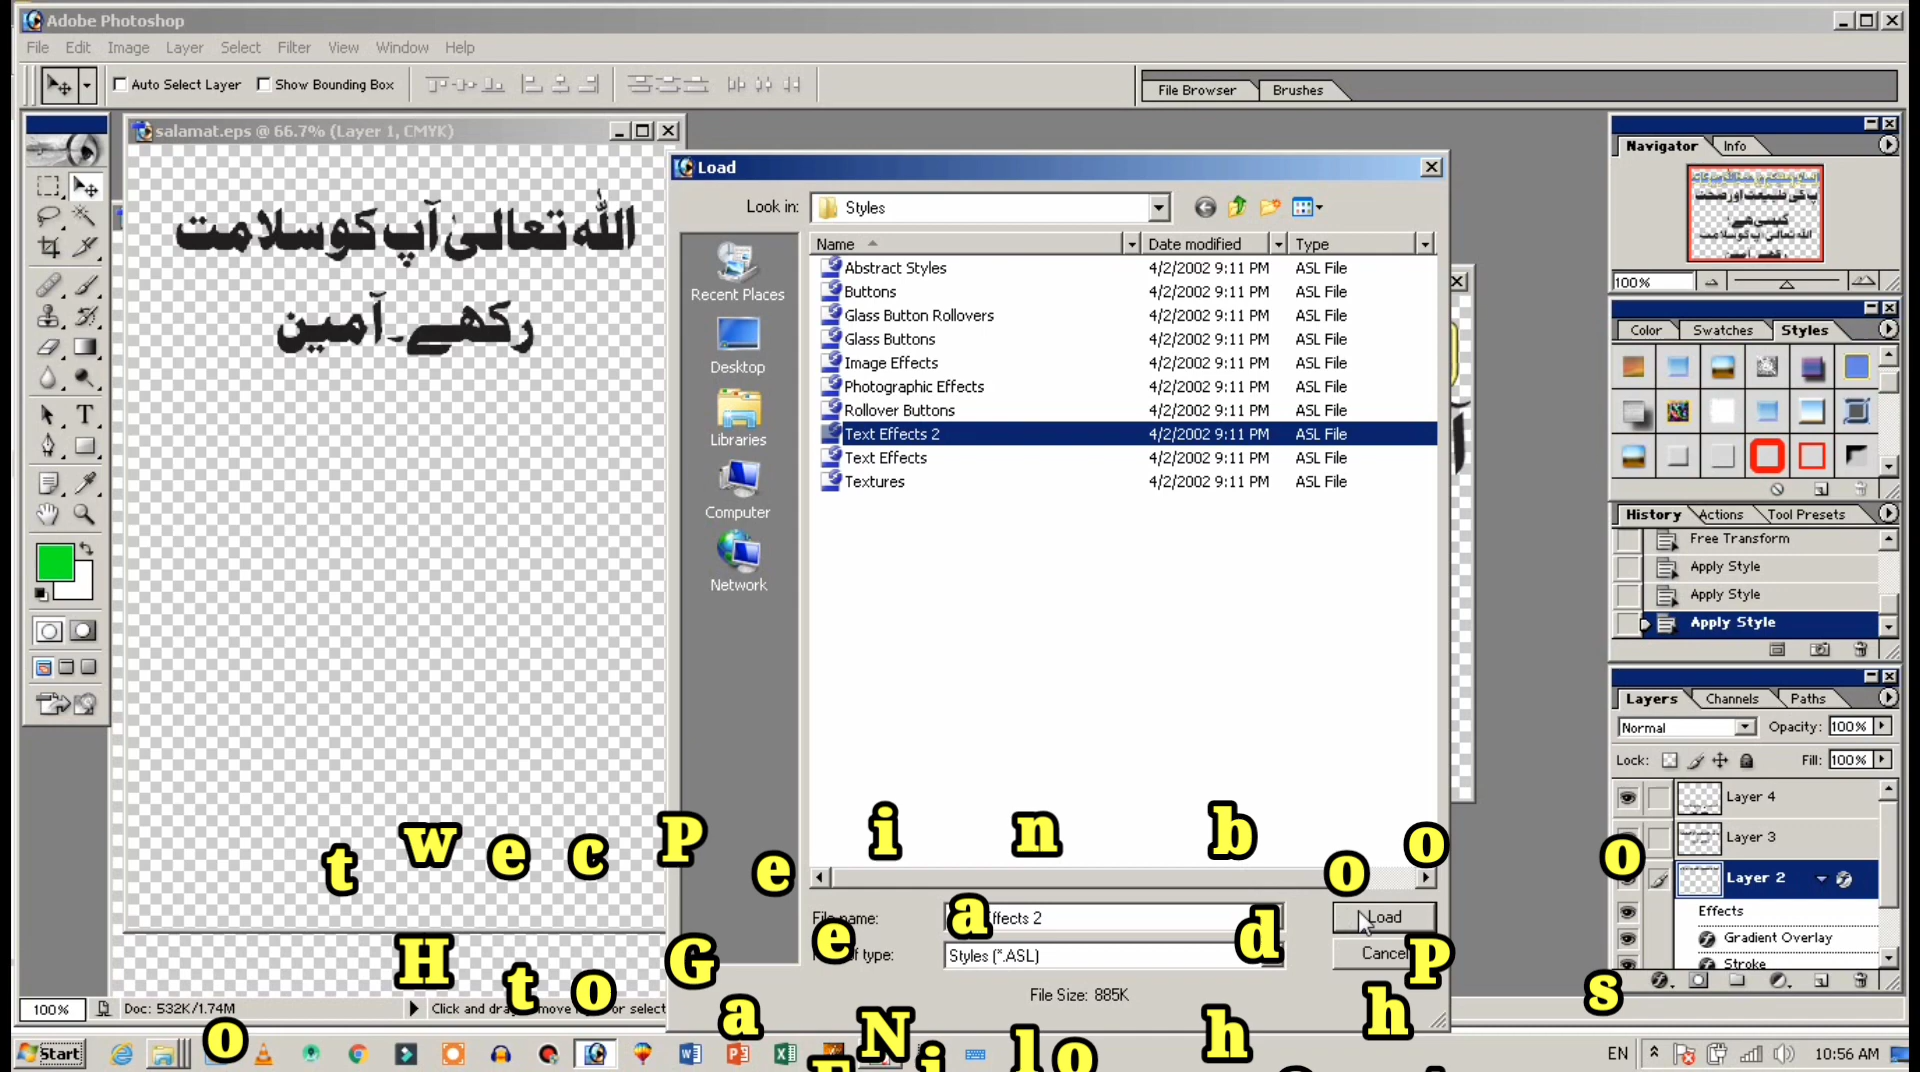 Adobe Photoshop
File Edit Image Layer Select Filter View Window Help
Auto Select Layer Show Bounding Box
File Browser Brushes
salamat.eps @ 66.7% (Layer 1, CMYK)
اللہ تعالیٰ آپ کو سلامت
رکھے۔ آمین
Load
Look in: Styles
Name Date modified Type
Abstract Styles 4/2/2002 9:11 PM ASL File
Buttons 4/2/2002 9:11 PM ASL File
Glass Button Rollovers 4/2/2002 9:11 PM ASL File
Glass Buttons 4/2/2002 9:11 PM ASL File
Image Effects 4/2/2002 9:11 PM ASL File
Photographic Effects 4/2/2002 9:11 PM ASL File
Rollover Buttons 4/2/2002 9:11 PM ASL File
Text Effects 2 4/2/2002 9:11 PM ASL File
Text Effects 4/2/2002 9:11 PM ASL File
Textures 4/2/2002 9:11 PM ASL File
Recent Places
Desktop
Libraries
Computer
Network
File name: ffects 2
of type: Styles (*.ASL)
Load
Cancel
File Size: 885K
Navigator Info
100%
Color Swatches Styles
History Actions Tool Presets
Free Transform
Apply Style
Apply Style
Apply Style
Layers Channels Paths
Normal Opacity: 100%
Lock: Fill: 100%
Layer 4
Layer 3
Layer 2
Effects
Gradient Overlay
Stroke
t w e c P e i n b o o o
H t o G a e a d P h s
o N i l o h
100% Doc: 532K/1.74M Click and drag
Start EN 10:56 AM